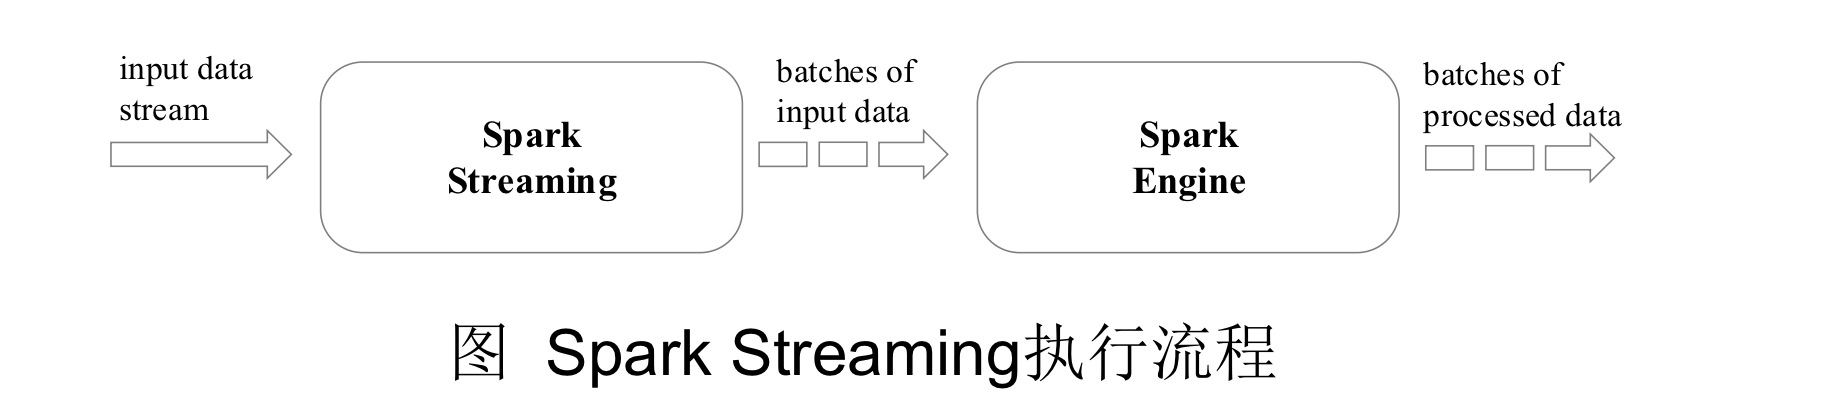 input data
stream
Spark
Streaming
batches of
input data
Spark
Engine
batches of
processed data
图 Spark Streaming执行流程